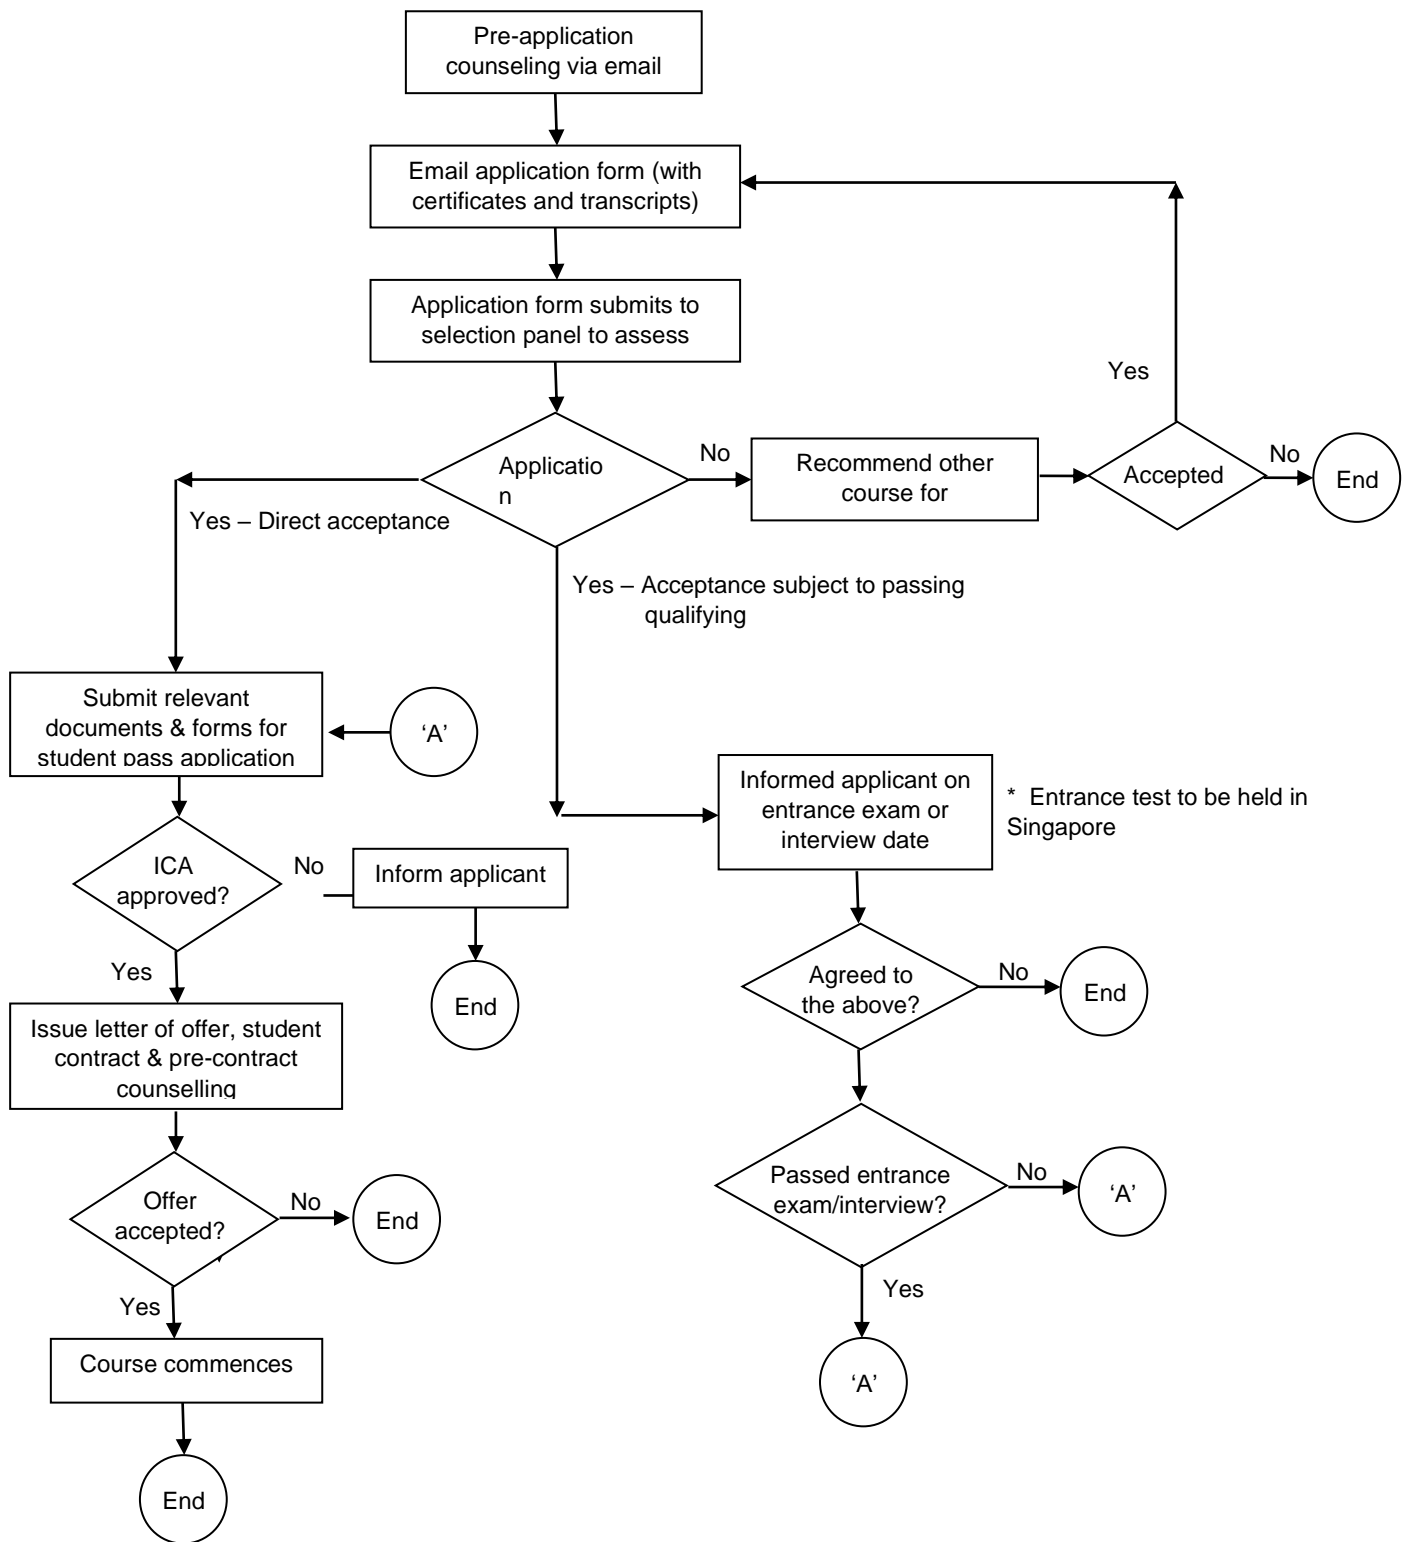 Pre-application
counseling via email
Email application form (with
certificates and transcripts)
Application form submits to
selection panel to assess
Yes
Applicatio
n
No
Recommend other
course for
Accepted
No
End
Yes – Direct acceptance
Yes – Acceptance subject to passing
qualifying
Submit relevant
documents & forms for
student pass application
‘A’
Informed applicant on
entrance exam or
interview date
* Entrance test to be held in
Singapore
ICA
approved?
No
Inform applicant
Yes
End
Agreed to
the above?
No
End
Issue letter of offer, student
contract & pre-contract
counselling
Offer
accepted?
No
End
Passed entrance
exam/interview?
No
‘A’
Yes
Yes
Course commences
‘A’
End